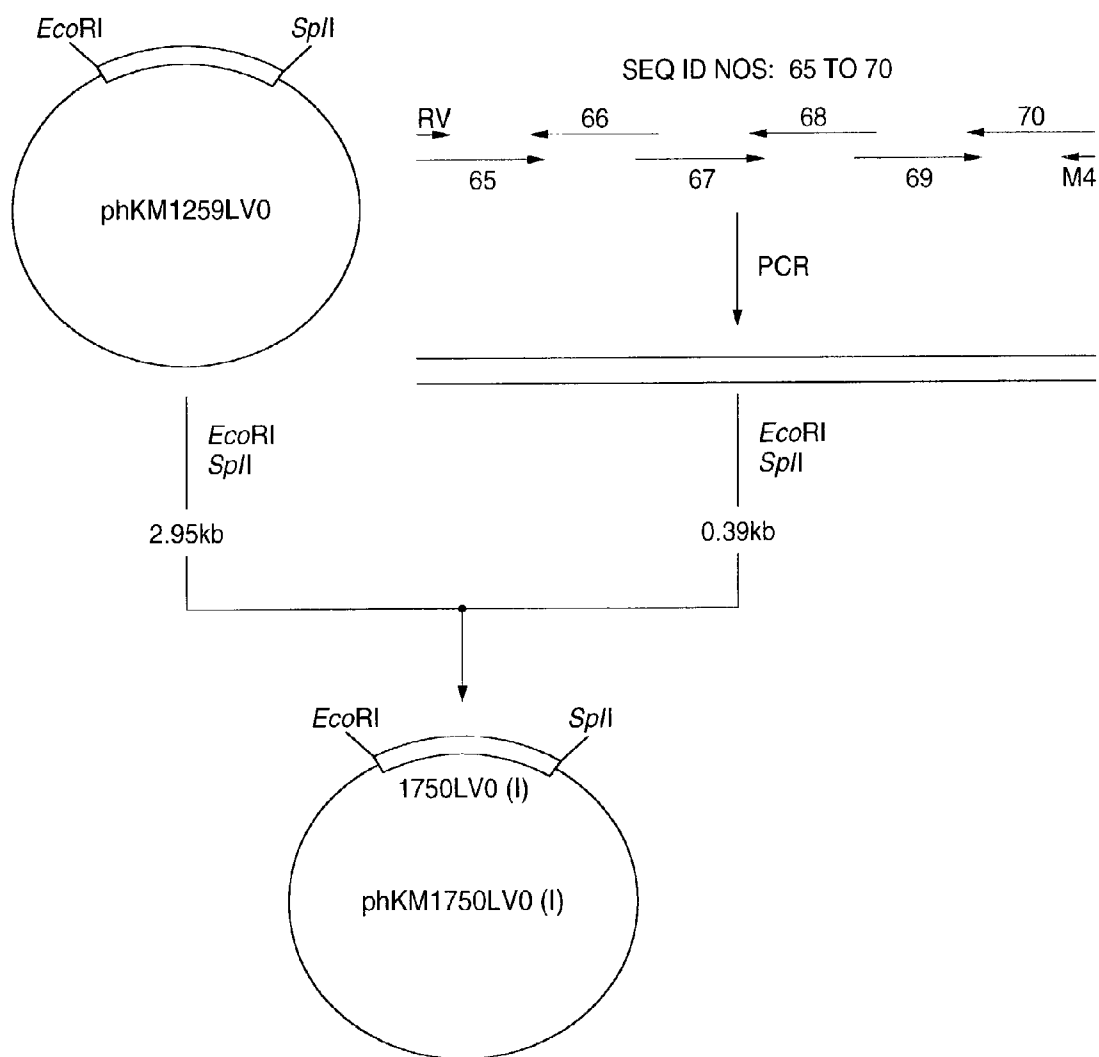 EcoRI
SplI
phKM1259LV0
SEQ ID NOS: 65 TO 70
RV
66
68
70
65
67
69
M4
PCR
EcoRI
SplI
EcoRI
SplI
2.95kb
0.39kb
EcoRI
SplI
1750LV0 (I)
phKM1750LV0 (I)